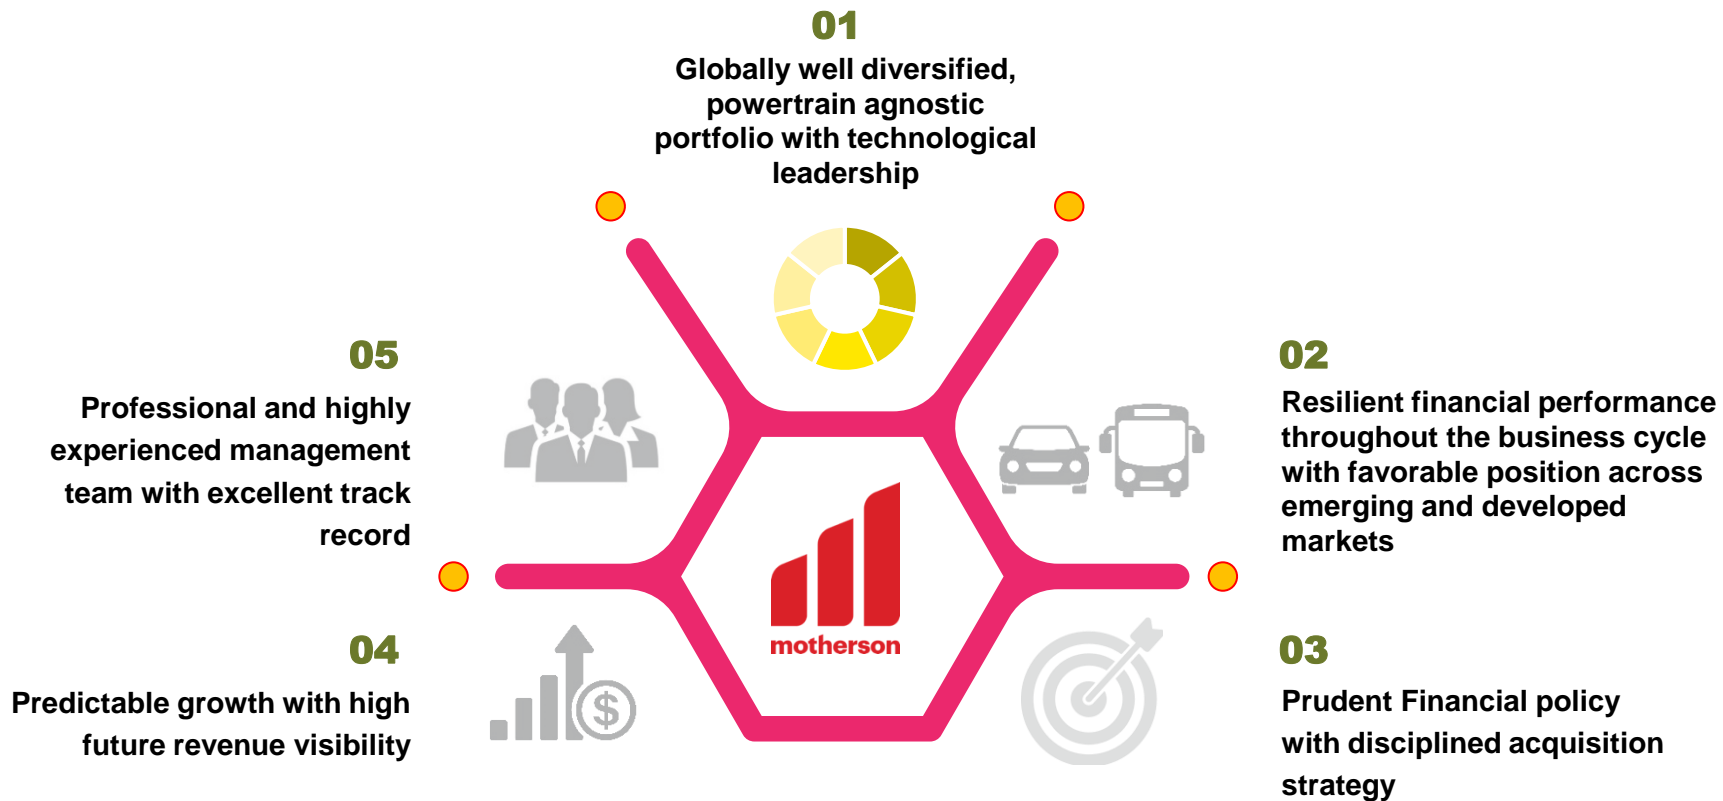 01
Globally well diversified,
powertrain agnostic
portfolio with technological
leadership
02
Resilient financial performance
throughout the business cycle
with favorable position across
emerging and developed
markets
03
Prudent Financial policy
with disciplined acquisition
strategy
04
Predictable growth with high
future revenue visibility
05
Professional and highly
experienced management
team with excellent track
record
motherson
$